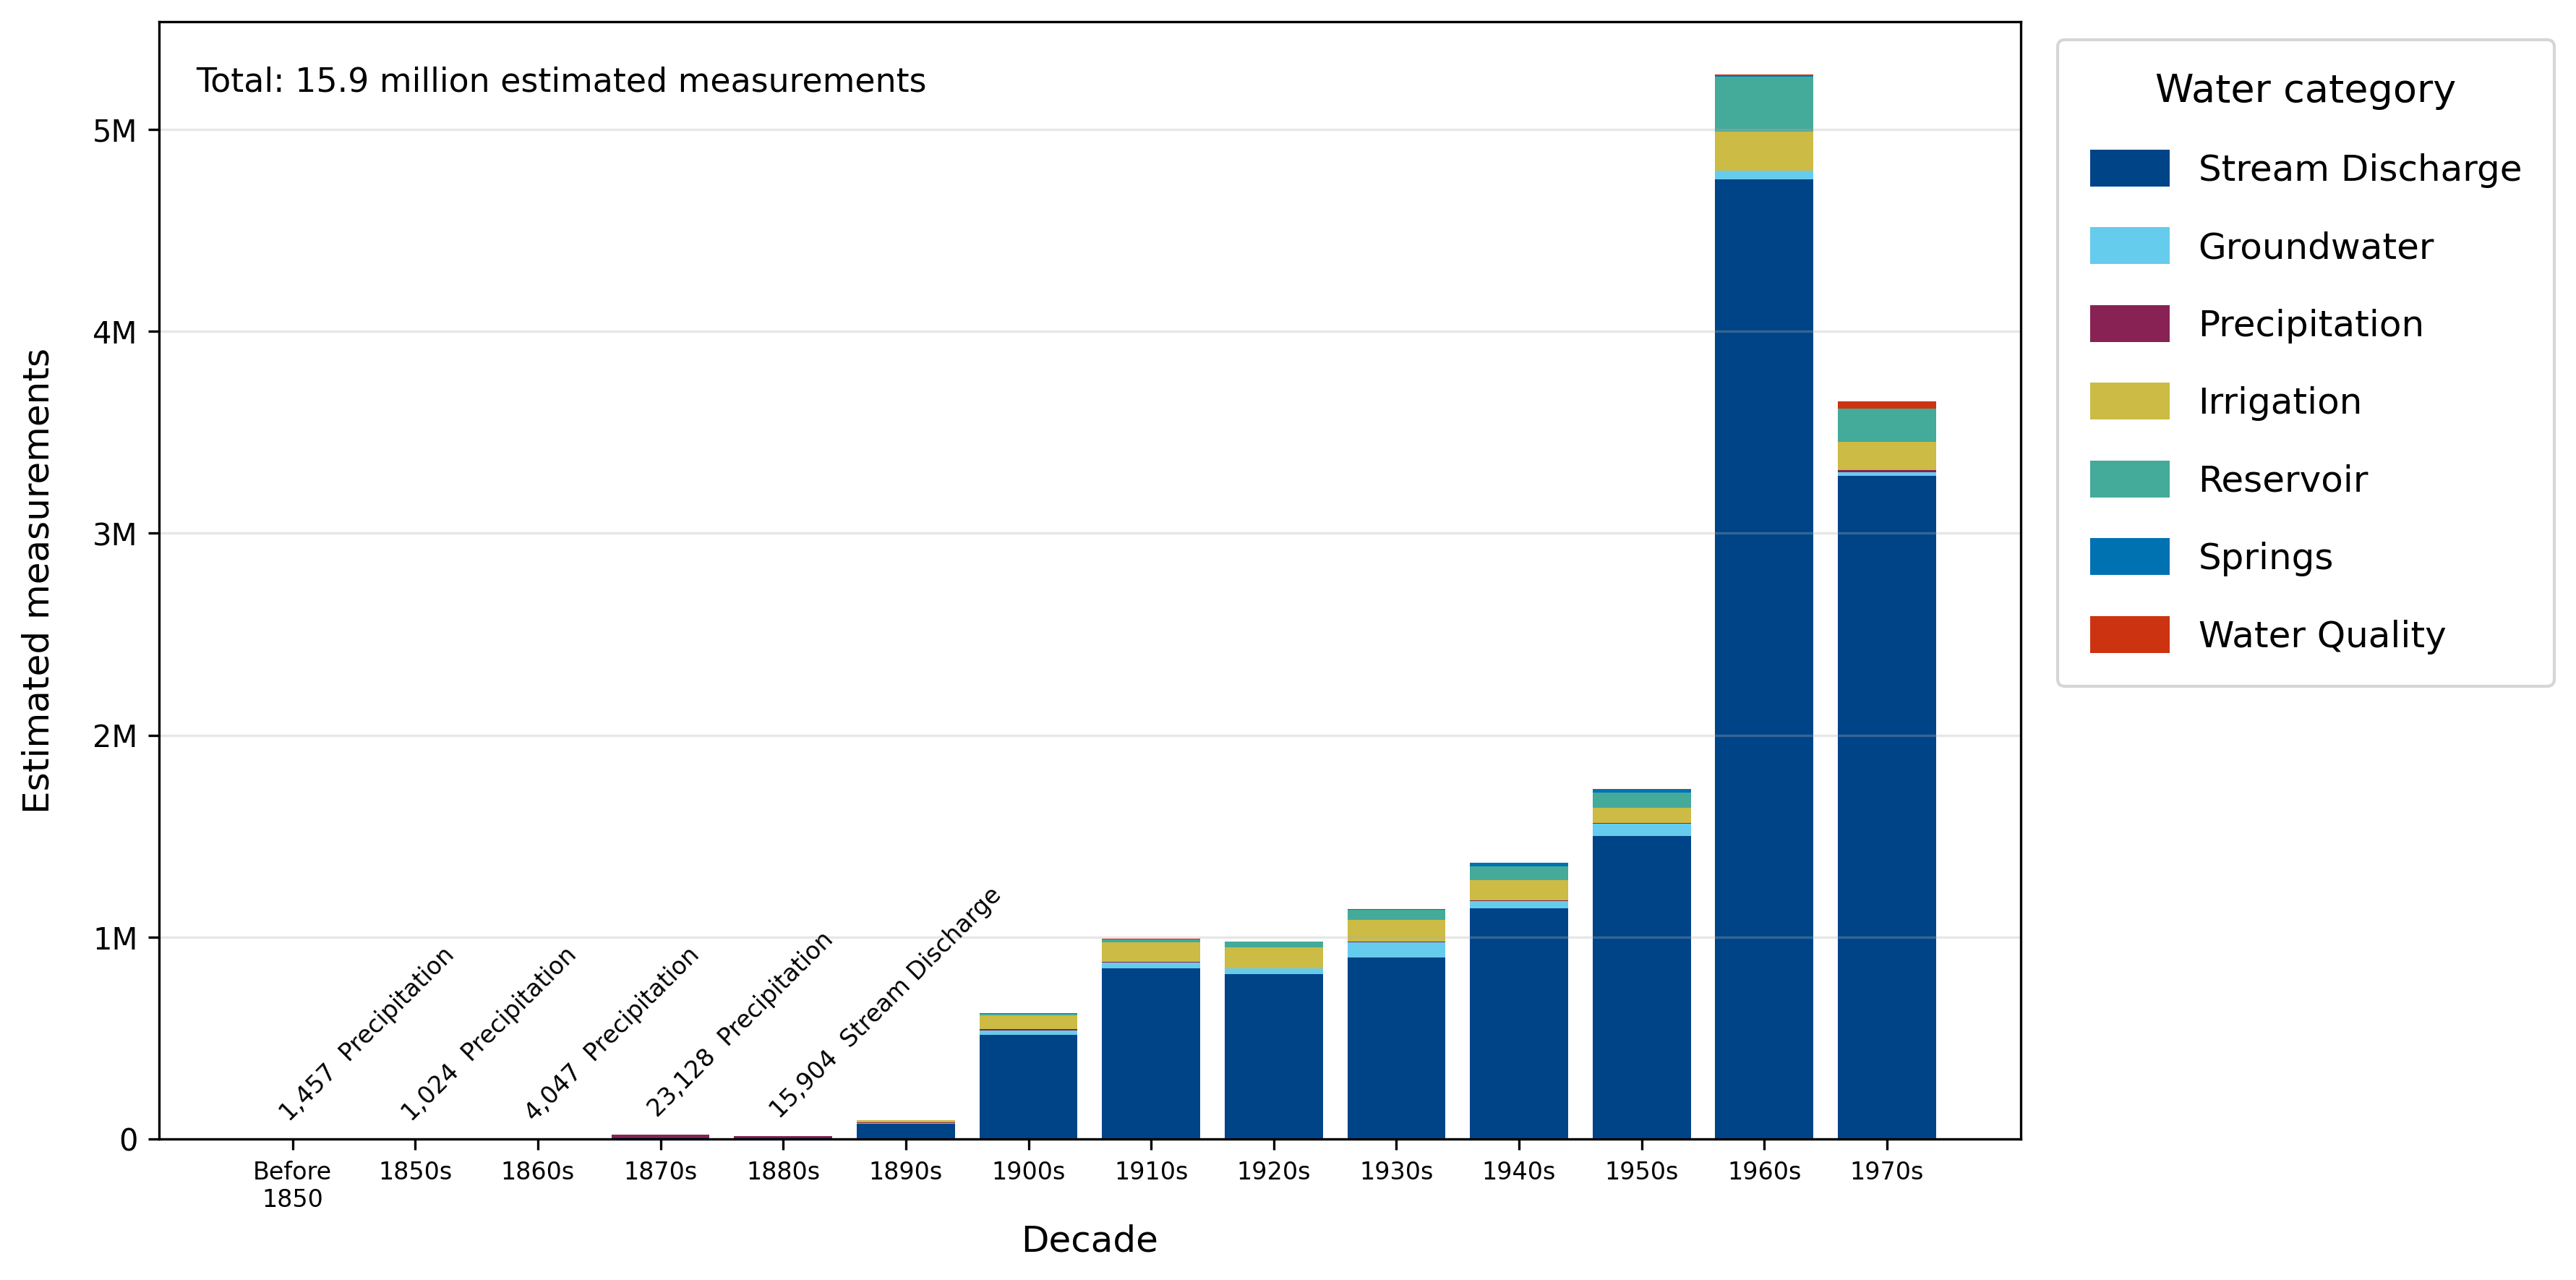 Total: 15.9 million estimated measurements
5M
4M
3M
2M
1M
0
Estimated measurements
1,457 Precipitation
1,024 Precipitation
4,047 Precipitation
23,128 Precipitation
15,904 Stream Discharge
Before
1850
1850s
1860s
1870s
1880s
1890s
1900s
1910s
1920s
1930s
1940s
1950s
1960s
1970s
Decade
Water category
Stream Discharge
Groundwater
Precipitation
Irrigation
Reservoir
Springs
Water Quality